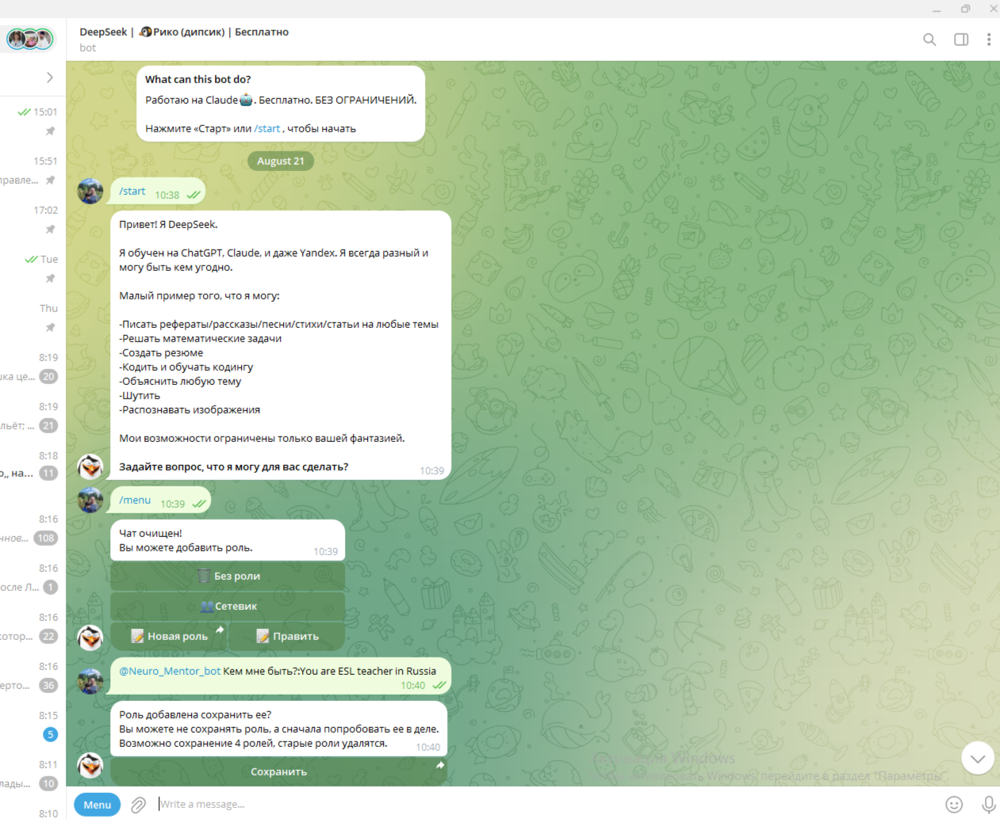 DeepSeek | Рико (дипсик) | Бесплатно
bot
What can this bot do?
Работаю на Claude. Бесплатно. БЕЗ ОГРАНИЧЕНИЙ.
Нажмите «Старт» или /start , чтобы начать
August 21
/start 10:38
Привет! Я DeepSeek.
Я обучен на ChatGPT, Claude, и даже Yandex. Я всегда разный и
могу быть кем угодно.
Малый пример того, что я могу:
-Писать рефераты/рассказы/песни/стихи/статьи на любые темы
-Решать математические задачи
-Создать резюме
-Кодить и обучать кодингу
-Объяснить любую тему
-Шутить
-Распознавать изображения
Мои возможности ограничены только вашей фантазией.
Задайте вопрос, что я могу для вас сделать?
10:39
/menu 10:39
Чат очищен!
Вы можете добавить роль.
10:39
Без роли
Сетевик
Новая роль
Править
@Neuro_Mentor_bot Кем мне быть?:You are ESL teacher in Russia
10:40
Роль добавлена сохранить ее?
Вы можете не сохранять роль, а сначала попробовать ее в деле.
Возможно сохранение 4 ролей, старые роли удалятся.
10:40
Сохранить
Menu
Write a message...
15:01
15:51
правле...
17:02
Tue
Thu
8:19
ка це... 20
8:19
льёт; ... 21
8:18
на... 11
8:16
ннов... 108
8:16
осле Л... 1
8:16
котор... 22
8:16
ерто... 36
8:15
5
8:11
лады... 10
8:10
Windows
Windows, перейдите в раздел "Параметры".